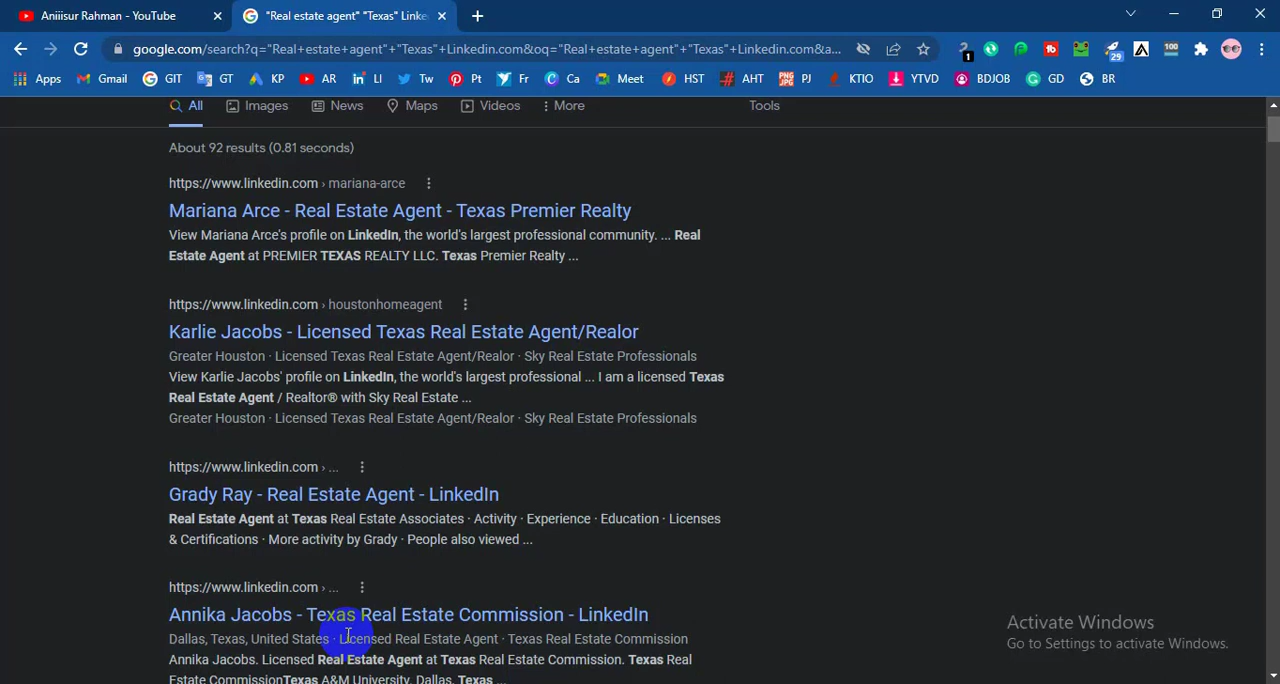 Aniiisur Rahman - YouTube
"Real estate agent" "Texas" Linke
google.com/search?q="Real+estate+agent"+"Texas"+Linkedin.com&oq="Real+estate+agent"+"Texas"+Linkedin.com&a...
1
29
100
Apps Gmail GIT GT KP AR LI Tw Pt Fr Ca Meet HST AHT PJ KTIO YTVD BDJOB GD BR
All Images News Maps Videos More Tools
About 92 results (0.81 seconds)
https://www.linkedin.com › mariana-arce
Mariana Arce - Real Estate Agent - Texas Premier Realty
View Mariana Arce's profile on LinkedIn, the world's largest professional community. ... Real
Estate Agent at PREMIER TEXAS REALTY LLC. Texas Premier Realty ...
https://www.linkedin.com › houstonhomeagent
Karlie Jacobs - Licensed Texas Real Estate Agent/Realor
Greater Houston · Licensed Texas Real Estate Agent/Realor · Sky Real Estate Professionals
View Karlie Jacobs' profile on LinkedIn, the world's largest professional ... I am a licensed Texas
Real Estate Agent / Realtor® with Sky Real Estate ...
Greater Houston · Licensed Texas Real Estate Agent/Realor · Sky Real Estate Professionals
https://www.linkedin.com › ...
Grady Ray - Real Estate Agent - LinkedIn
Real Estate Agent at Texas Real Estate Associates · Activity · Experience · Education · Licenses
& Certifications · More activity by Grady · People also viewed ...
https://www.linkedin.com › ...
Annika Jacobs - Texas Real Estate Commission - LinkedIn
Dallas, Texas, United States · Licensed Real Estate Agent · Texas Real Estate Commission
Annika Jacobs. Licensed Real Estate Agent at Texas Real Estate Commission. Texas Real
Estate CommissionTexas A&M University. Dallas, Texas ...
Activate Windows
Go to Settings to activate Windows.